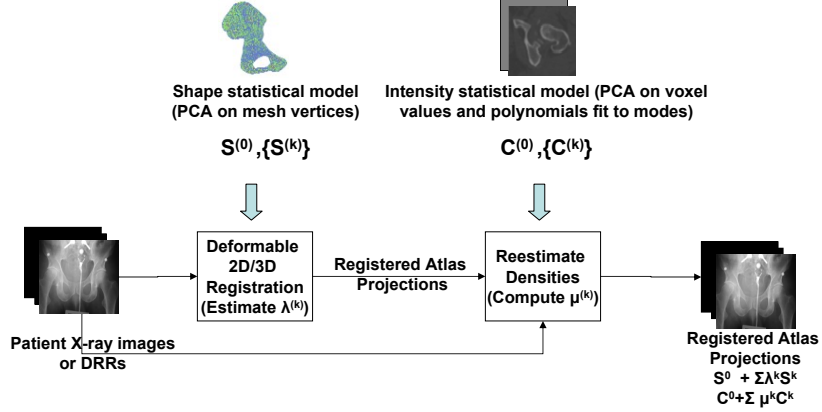 Shape statistical model
(PCA on mesh vertices)
S(0) ,{S(k)}
Intensity statistical model (PCA on voxel
values and polynomials fit to modes)
C(0) ,{C(k)}
Patient X-ray images
or DRRs
Deformable
2D/3D
Registration
(Estimate λ(k))
Registered Atlas
Projections
Reestimate
Densities
(Compute μ(k))
Registered Atlas
Projections
S0 + ΣλkSk
C0+Σ μkCk